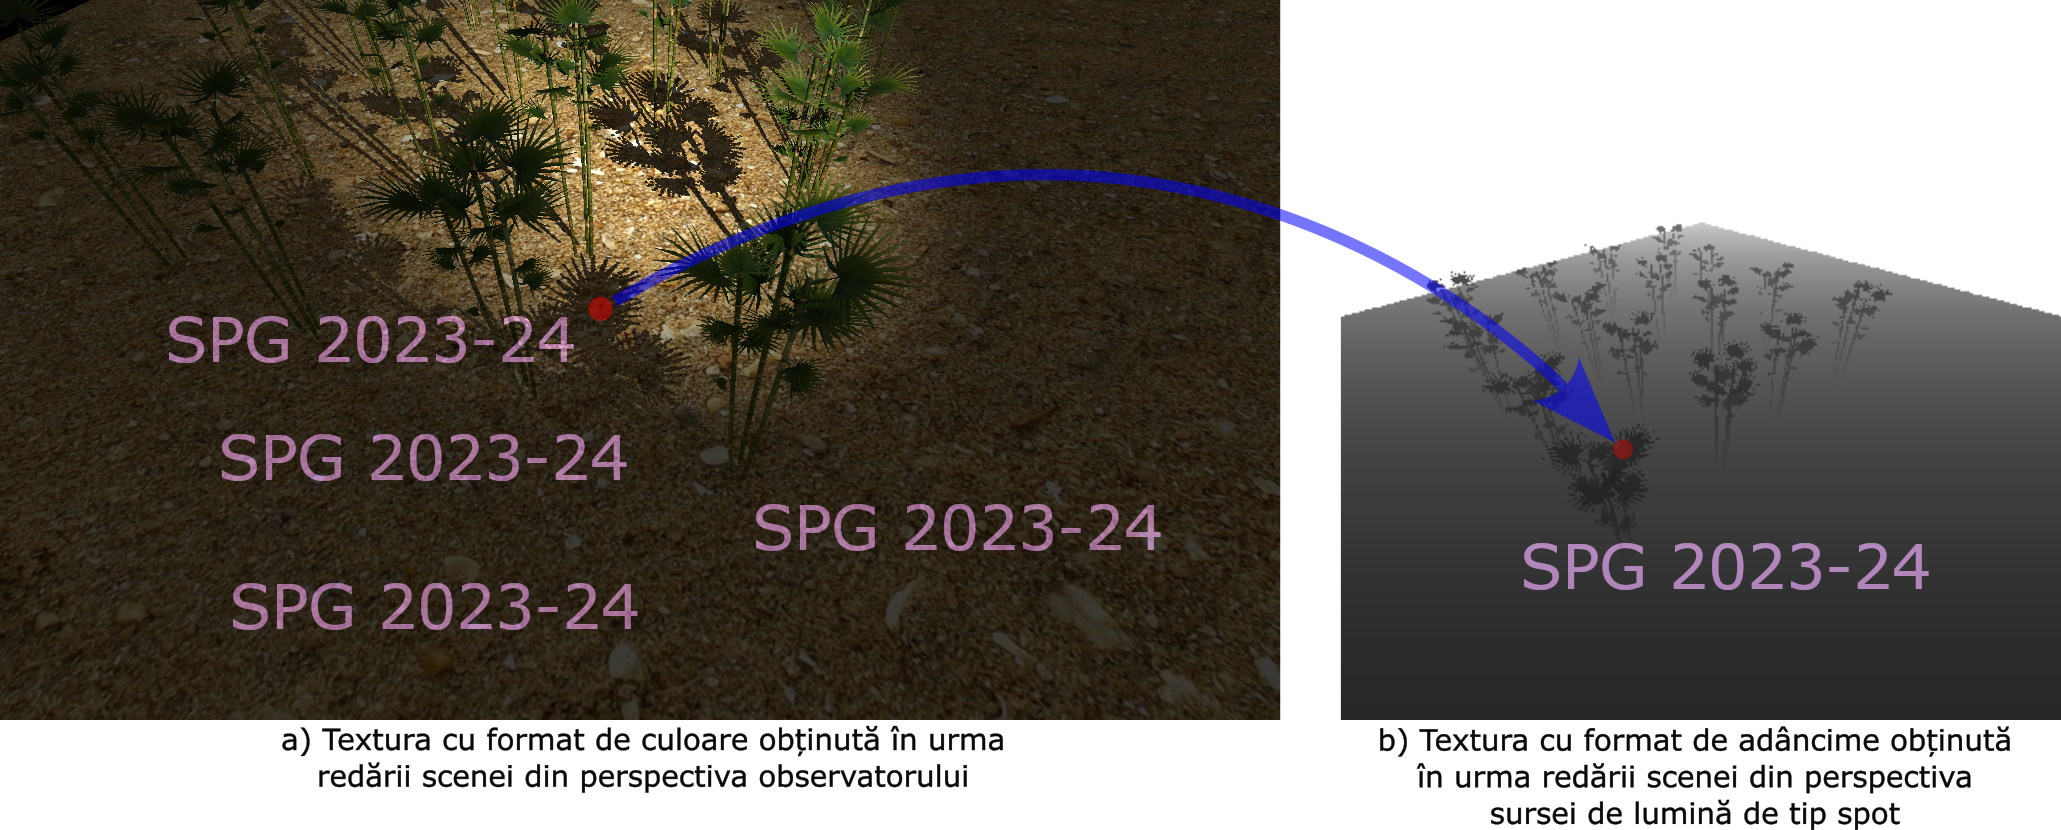 SPG 2023-24
SPG 2023-24
SPG 2023-24
SPG 2023-24
SPG 2023-24
a) Textura cu format de culoare obținută în urma
redării scenei din perspectiva observatorului
b) Textura cu format de adâncime obținută
în urma redării scenei din perspectiva
sursei de lumină de tip spot